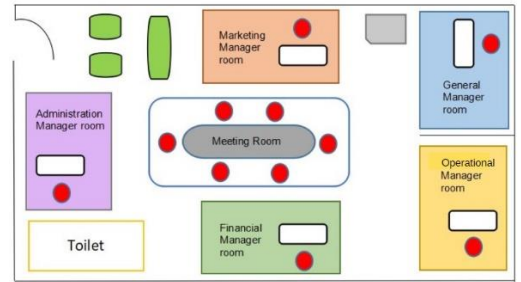 Marketing
Manager
room
General
Manager
room
Administration
Manager room
Meeting Room
Operational
Manager
room
Financial
Manager
room
Toilet